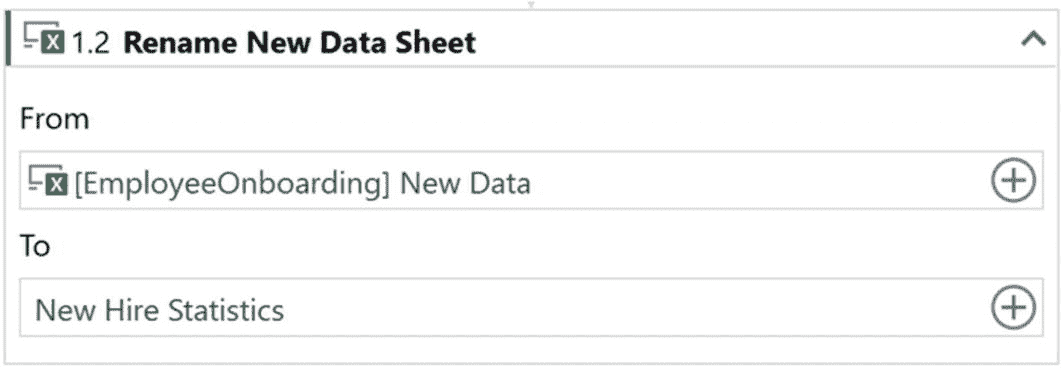 1.2 Rename New Data Sheet
From
[EmployeeOnboarding] New Data
To
New Hire Statistics